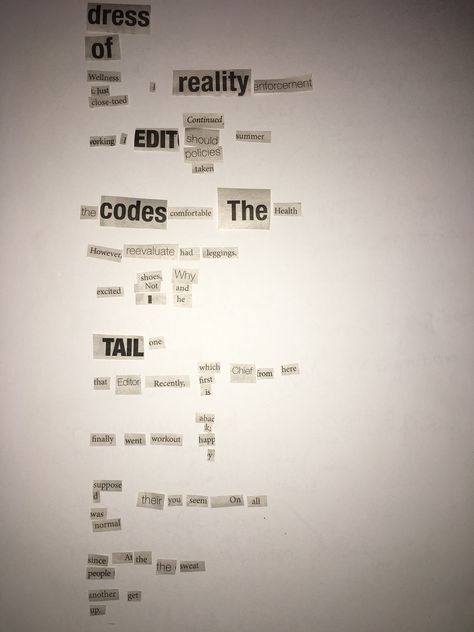 dress
of
Wellness
t. Just reality enforcement
close-toed
Continued
working EDIT should summer
policies
taken
the codes comfortable The Health
However, reevaluate had leggings.
shoes, Why
excited Not and
I he
TAIL one
which
that Editor Recently, first Chief from here
is
abac
k,
finally went workout happ
y
suppose
d their you seem On all
was
normal
since At the
people the sweat
another get
up.